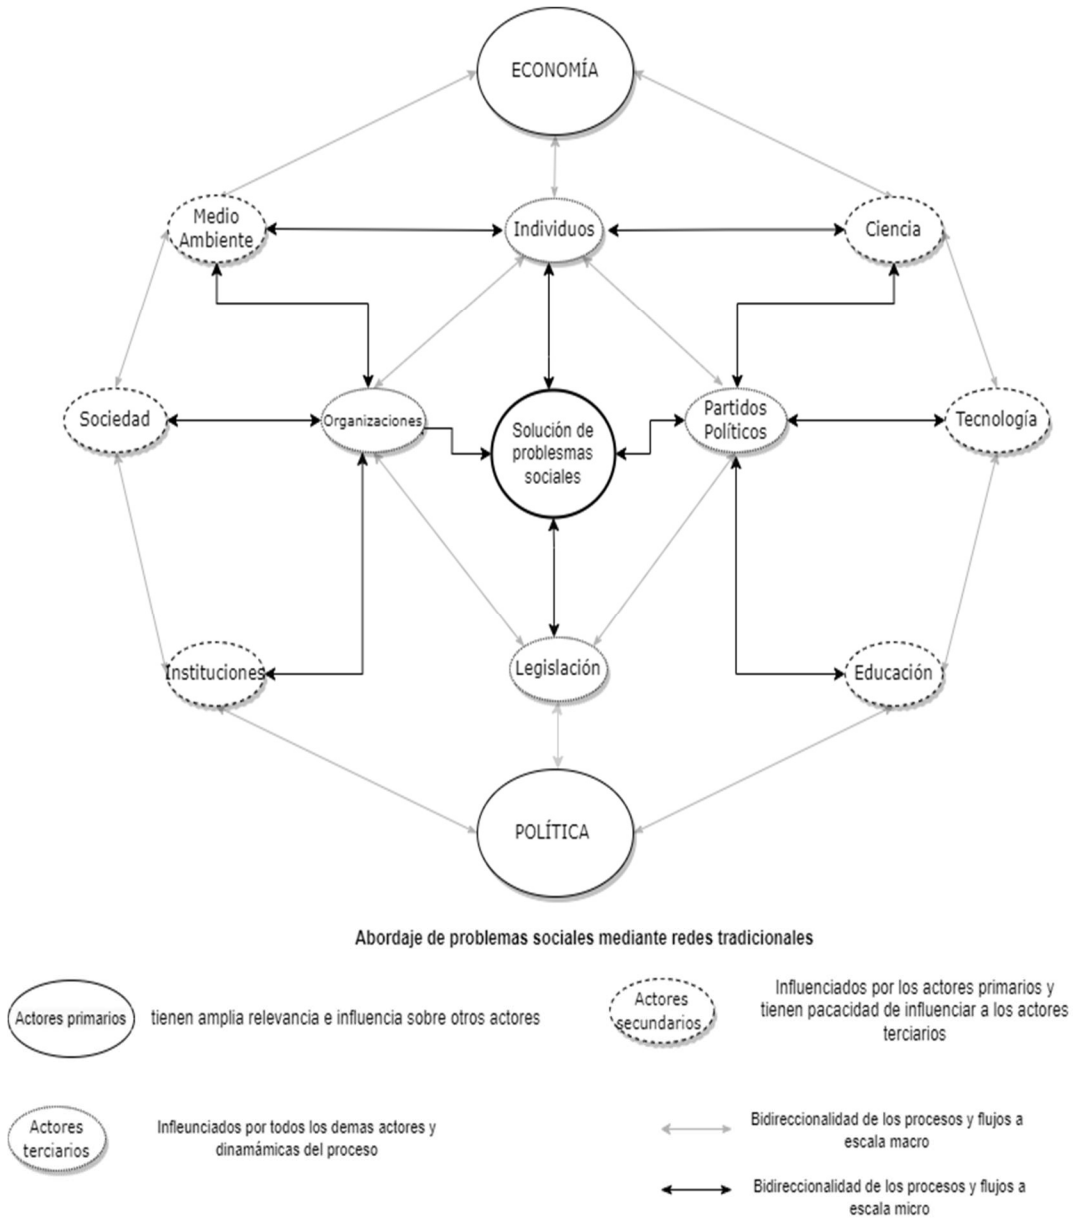 ECONOMÍA
Medio
Ambiente
Individuos
Ciencia
Sociedad
Organizaciones
Solución de
problesmas
sociales
Partidos
Políticos
Tecnología
Instituciones
Legislación
Educación
POLÍTICA
Abordaje de problemas sociales mediante redes tradicionales
Actores primarios
tienen amplia relevancia e influencia sobre otros actores
Actores
secundarios
Influenciados por los actores primarios y
tienen pacacidad de influenciar a los actores
terciarios
Actores
terciarios
Infleunciados por todos los demas actores y
dinamámicas del proceso
Bidireccionalidad de los procesos y flujos a
escala macro
Bidireccionalidad de los procesos y flujos a
escala micro